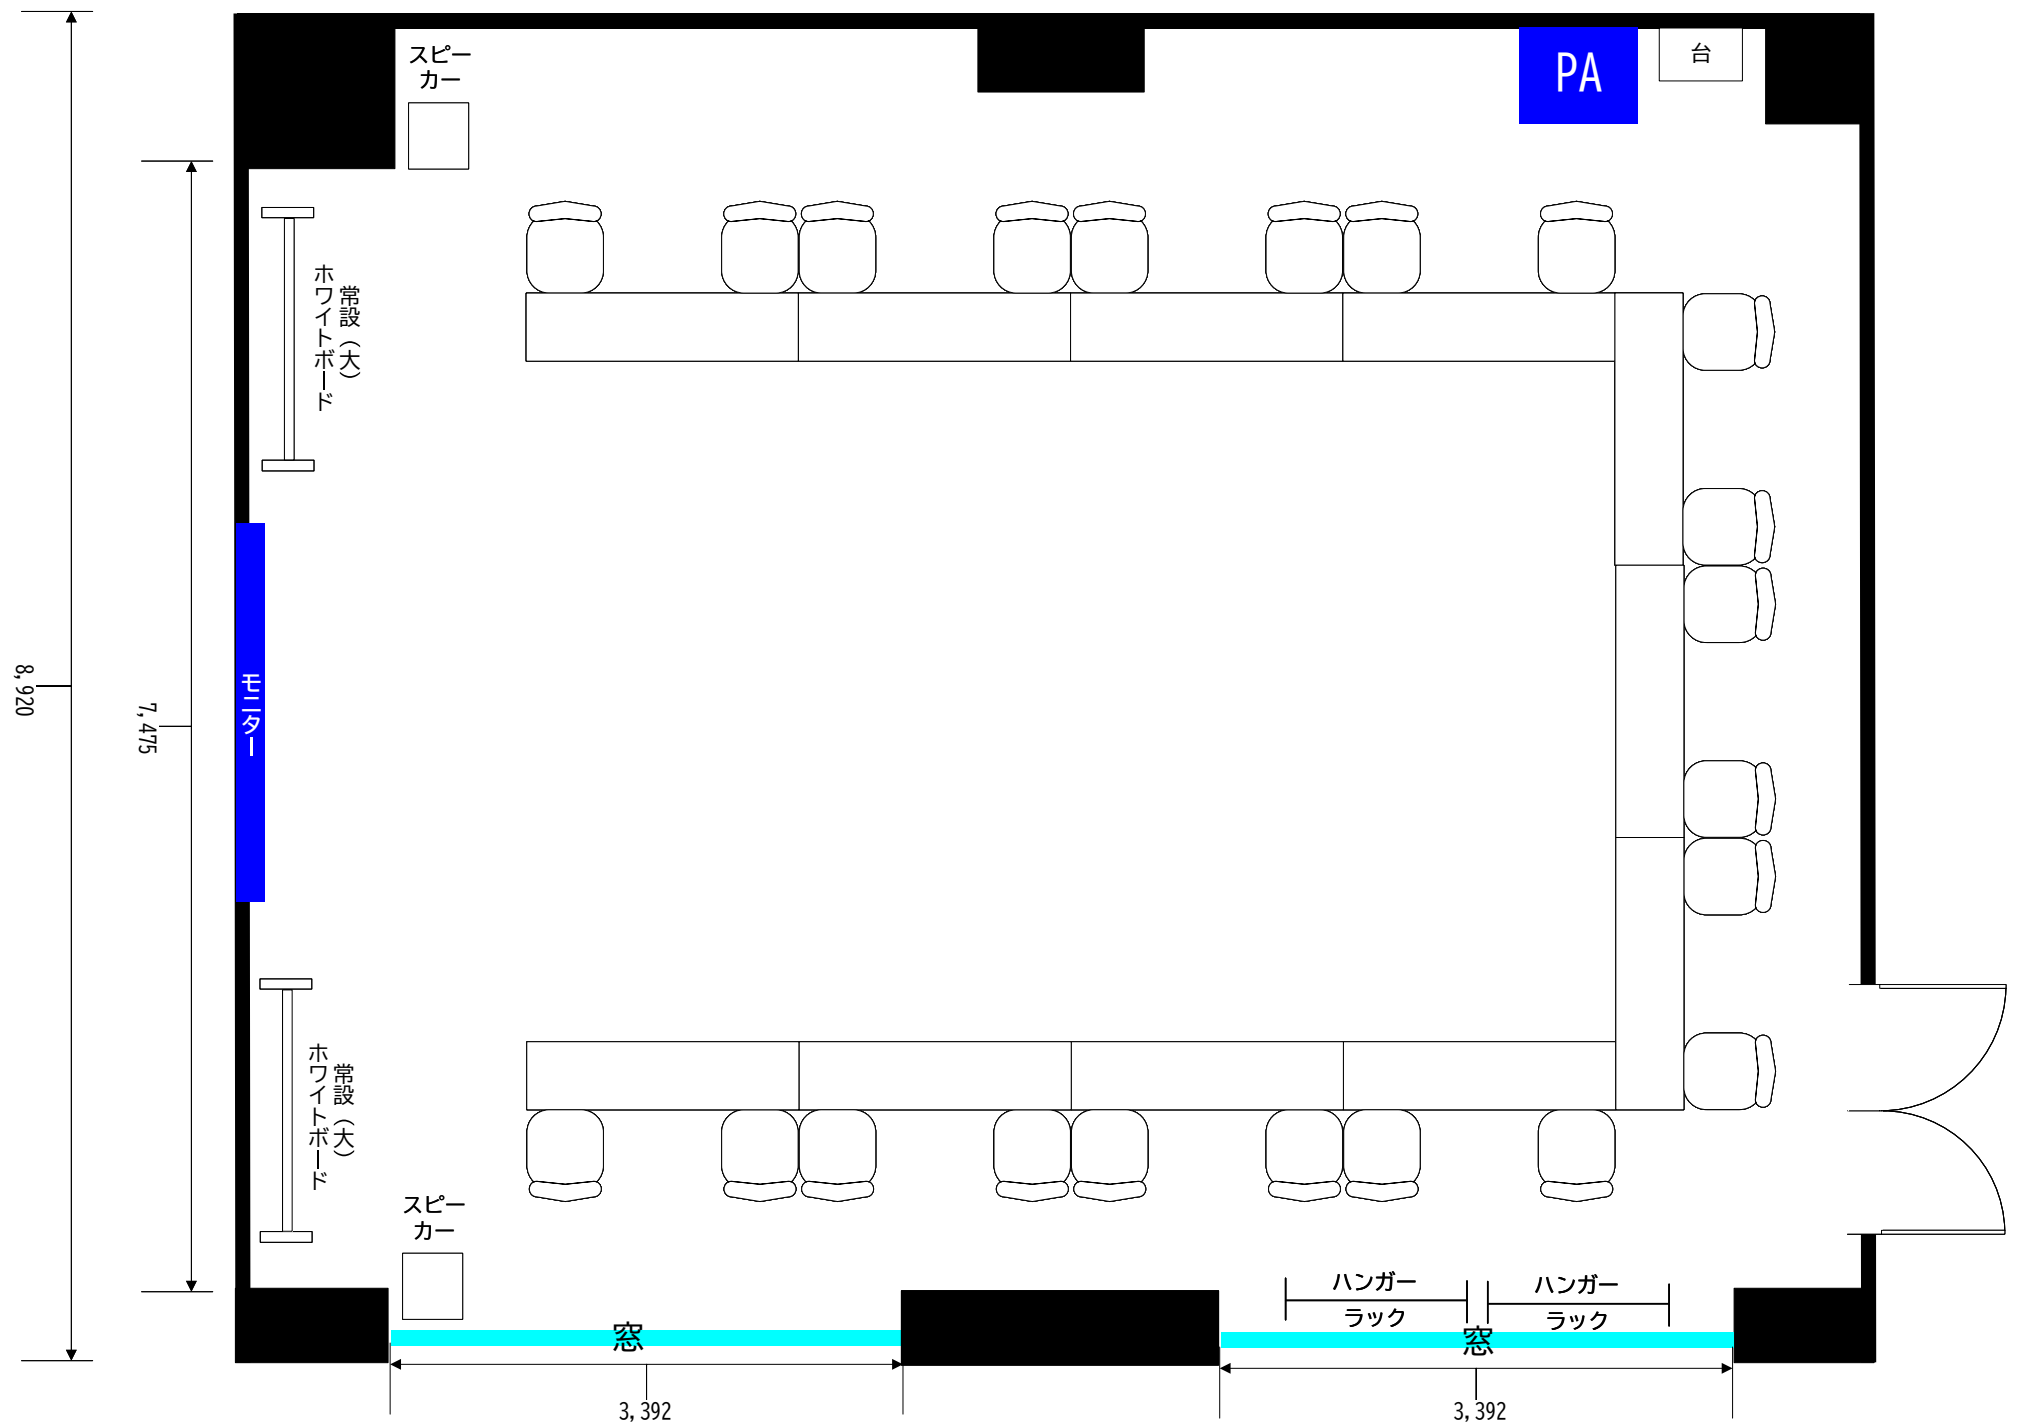 スピー
カー
PA
台
常設（大）
ホワイトボード
8,920
7,475
モニター
常設（大）
ホワイトボード
スピー
カー
ハンガー
ラック
ハンガー
ラック
窓
窓
3,392
3,392